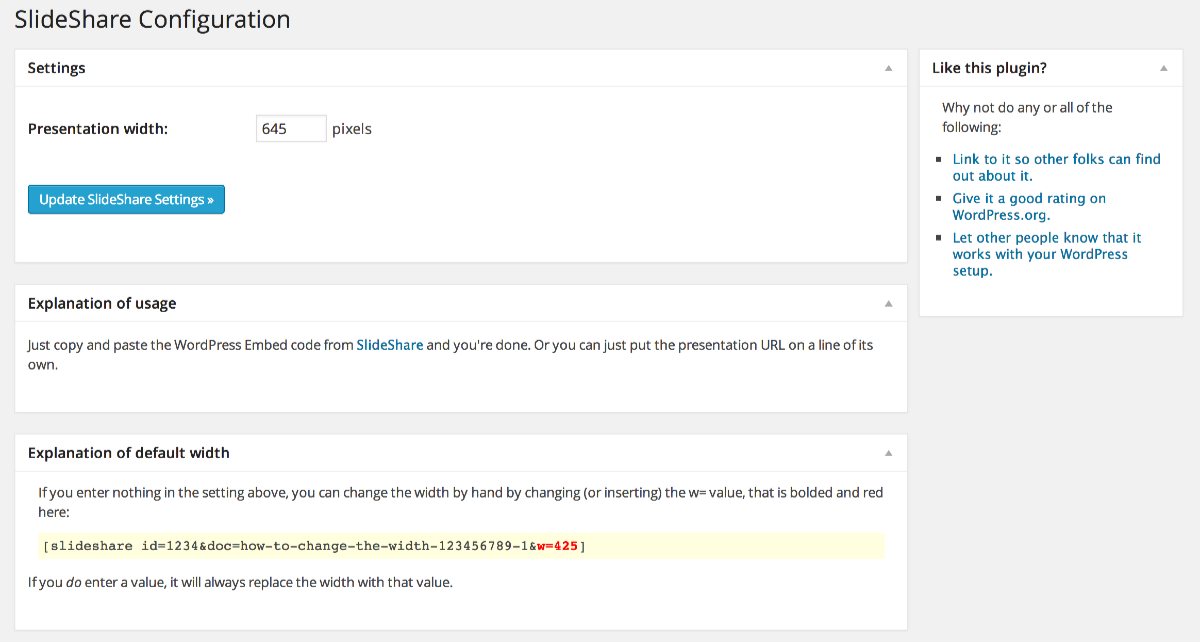 SlideShare Configuration
Settings
Presentation width:
645 pixels
Update SlideShare Settings »
Explanation of usage
Just copy and paste the WordPress Embed code from SlideShare and you're done. Or you can just put the presentation URL on a line of its
own.
Explanation of default width
If you enter nothing in the setting above, you can change the width by hand by changing (or inserting) the w= value, that is bolded and red
here:
[slideshare id=1234&doc=how-to-change-the-width-123456789-1&w=425]
If you do enter a value, it will always replace the width with that value.
Like this plugin?
Why not do any or all of the
following:
Link to it so other folks can find
out about it.
Give it a good rating on
WordPress.org.
Let other people know that it
works with your WordPress
setup.